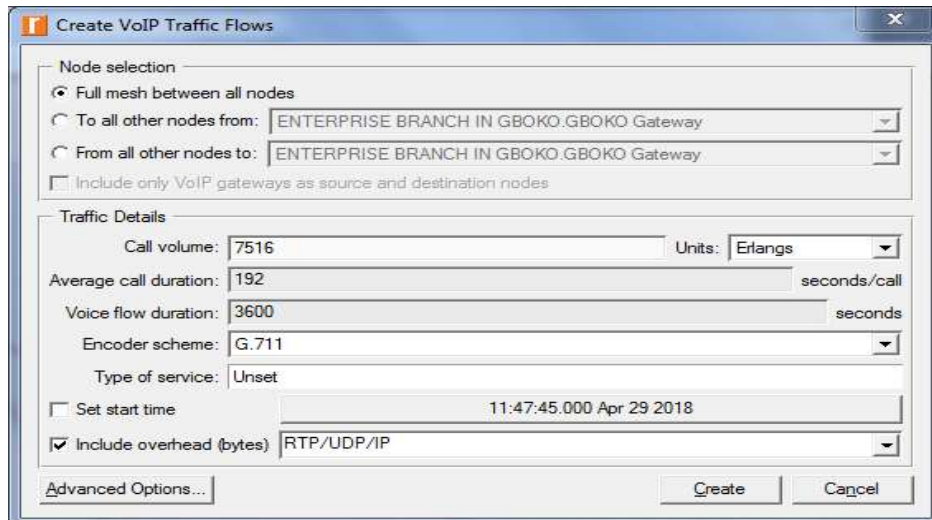 Create VoIP Traffic Flows
Node selection
Full mesh between all nodes
To all other nodes from: ENTERPRISE BRANCH IN GBOKO.GBOKO Gateway
From all other nodes to: ENTERPRISE BRANCH IN GBOKO.GBOKO Gateway
Include only VoIP gateways as source and destination nodes
Traffic Details
Call volume: 7516 Units: Erlangs
Average call duration: 192 seconds/call
Voice flow duration: 3600 seconds
Encoder scheme: G.711
Type of service: Unset
Set start time 11:47:45.000 Apr 29 2018
Include overhead (bytes) RTP/UDP/IP
Advanced Options... Create Cancel